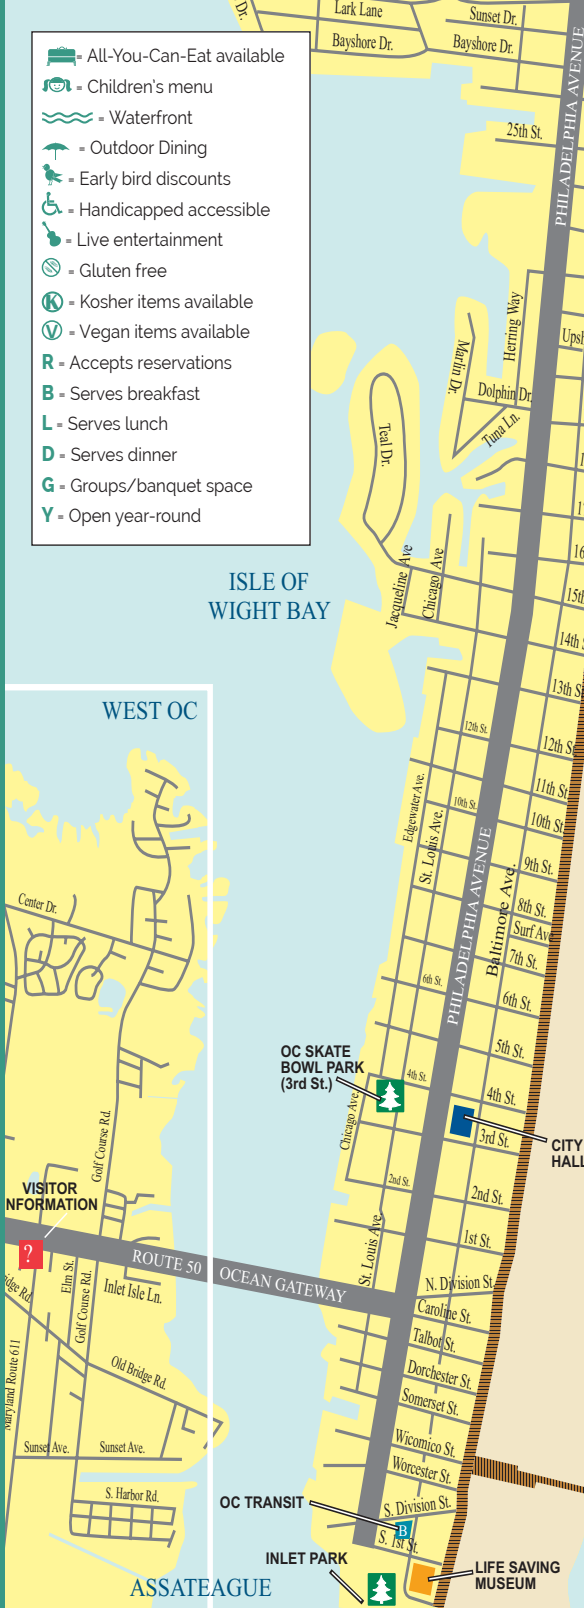 Dr.
Lark Lane
Sunset Dr.
Bayshore Dr.
Bayshore Dr.
PHILADELPHIA AVENUE
= All-You-Can-Eat available
= Children's menu
= Waterfront
= Outdoor Dining
= Early bird discounts
= Handicapped accessible
= Live entertainment
= Gluten free
K = Kosher items available
V = Vegan items available
R = Accepts reservations
B = Serves breakfast
L = Serves lunch
D = Serves dinner
G = Groups/banquet space
Y = Open year-round
25th St.
Herring Way
Marlin Dr.
Upsh
Dolphin Dr.
Tuna Ln.
Teal Dr.
1
17
16
15th
Jacqueline Ave
Chicago Ave
14th S
13th S
ISLE OF
WIGHT BAY
WEST OC
12th St.
12th St.
11th St.
10th St.
10th St.
Edgewater Ave.
St. Louis Ave.
PHILADELPHIA AVENUE
Baltimore Ave.
9th St.
8th St.
Surf Ave
7th St.
6th St.
6th St.
5th St.
Center Dr.
OC SKATE
BOWL PARK
(3rd St.)
4th St.
4th St.
Chicago Ave.
3rd St.
CITY
HALL
2nd St.
2nd St.
1st St.
St. Louis Ave.
Golf Course Rd.
VISITOR
NFORMATION
?
ROUTE 50
OCEAN GATEWAY
N. Division St.
Caroline St.
Talbot St.
Dorchester St.
Somerset St.
Wicomico St.
Worcester St.
S. Division St.
S. 1st St.
idge Rd.
Elm St.
Golf Course Rd.
Inlet Isle Ln.
Old Bridge Rd.
Maryland Route 611
Sunset Ave.
Sunset Ave.
S. Harbor Rd.
OC TRANSIT
B
INLET PARK
LIFE SAVING
MUSEUM
ASSATEAGUE